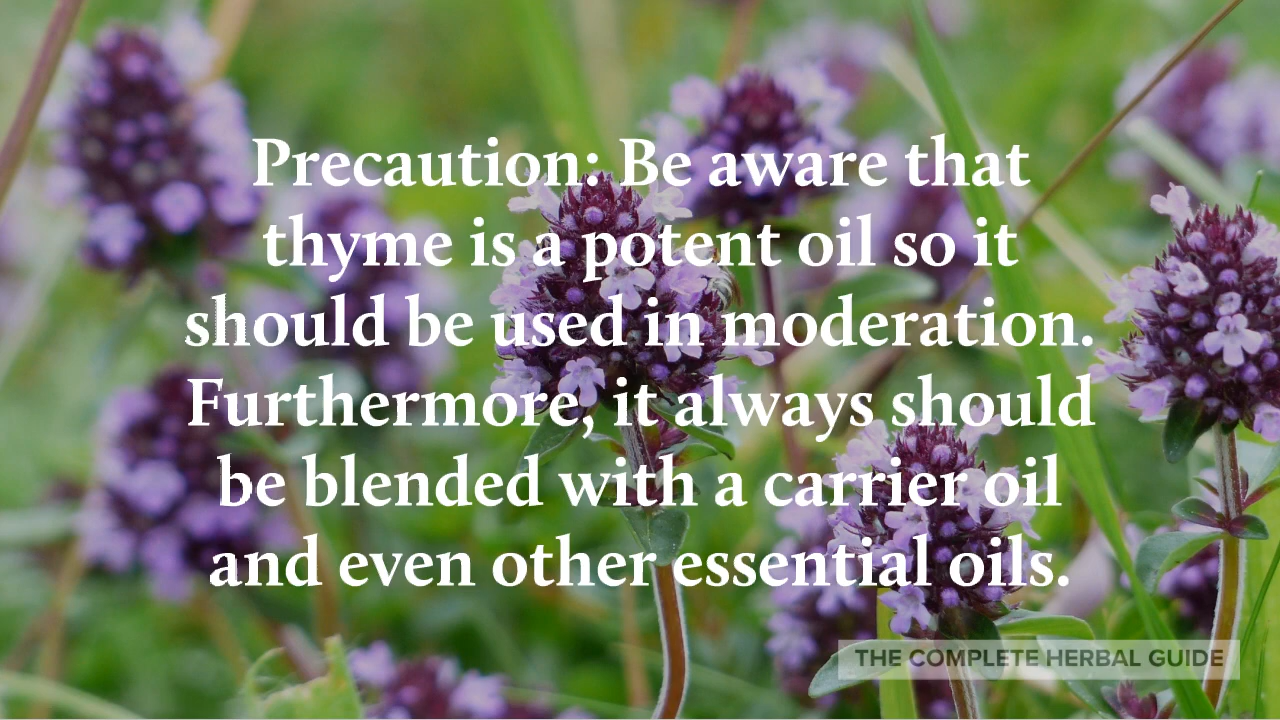 Precaution: Be aware that
thyme is a potent oil so it
should be used in moderation.
Furthermore, it always should
be blended with a carrier oil
and even other essential oils.
THE COMPLETE HERBAL GUIDE